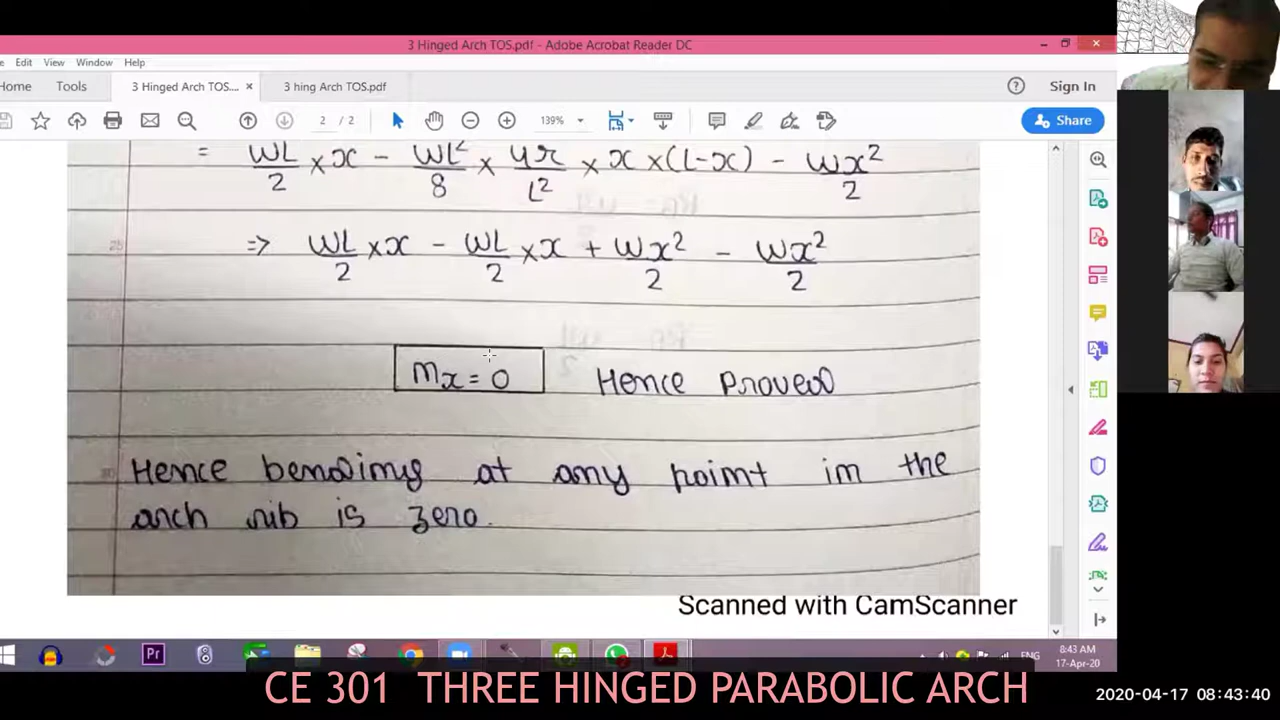 3 Hinged Arch TOS.pdf - Adobe Acrobat Reader DC
Edit View Window Help
Home Tools 3 Hinged Arch TOS.... × 3 hing Arch TOS.pdf Sign In
2 / 2 139% Share
= WL/2 × x - WL²/8 × 4r/L² × x × (L-x) - Wx²/2
=> WL/2 × x - WL/2 × x + Wx²/2 - Wx²/2
Mx = 0 Hence Proved
Hence bending at any point in the
arch rib is zero.
Scanned with CamScanner
Pr ENG 8:43 AM
17-Apr-20
CE 301 THREE HINGED PARABOLIC ARCH
2020-04-17 08:43:40